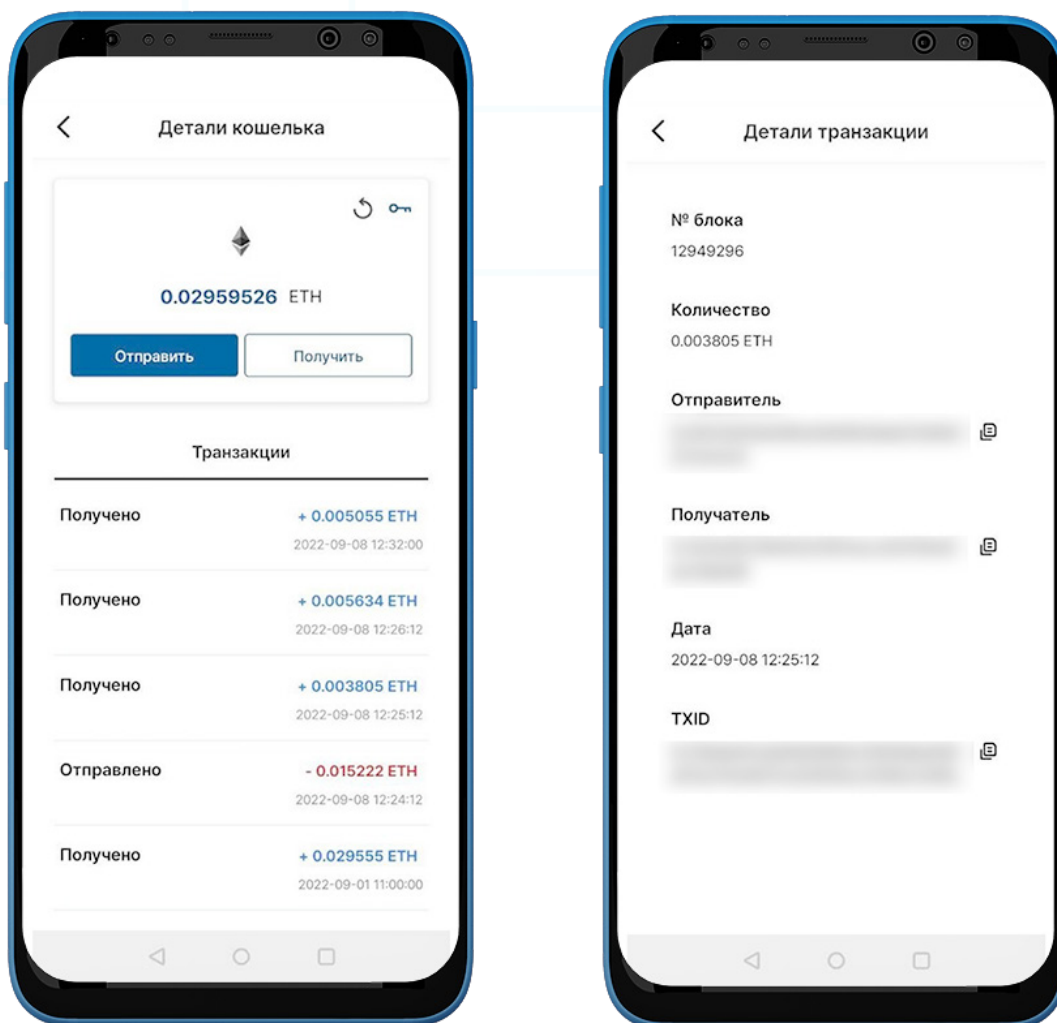 Детали кошелька
0.02959526 ETH
Отправить
Получить
Транзакции
Получено
+ 0.005055 ETH
2022-09-08 12:32:00
Получено
+ 0.005634 ETH
2022-09-08 12:26:12
Получено
+ 0.003805 ETH
2022-09-08 12:25:12
Отправлено
- 0.015222 ETH
2022-09-08 12:24:12
Получено
+ 0.029555 ETH
2022-09-01 11:00:00
Детали транзакции
№ блока
12949296
Количество
0.003805 ETH
Отправитель
Получатель
Дата
2022-09-08 12:25:12
TXID